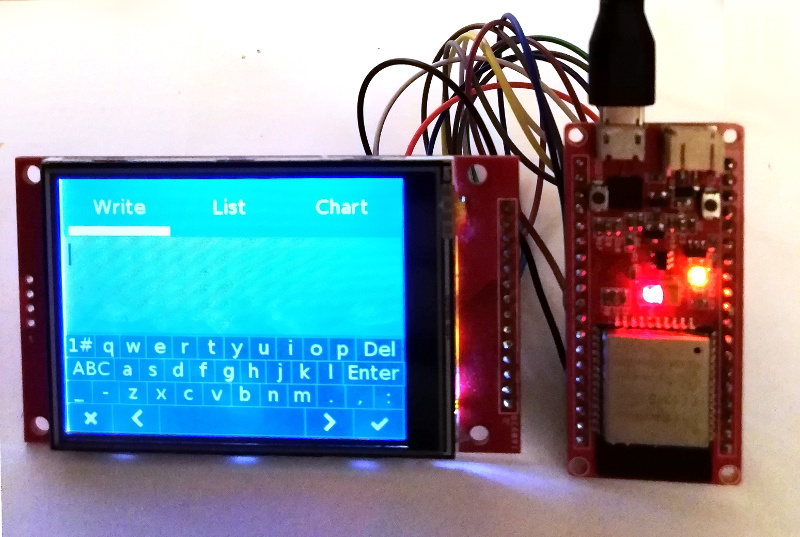 Write List Chart
1# q w e r t y u i o p Del
ABC a s d f g h j k l Enter
_ - z x c v b n m . , :